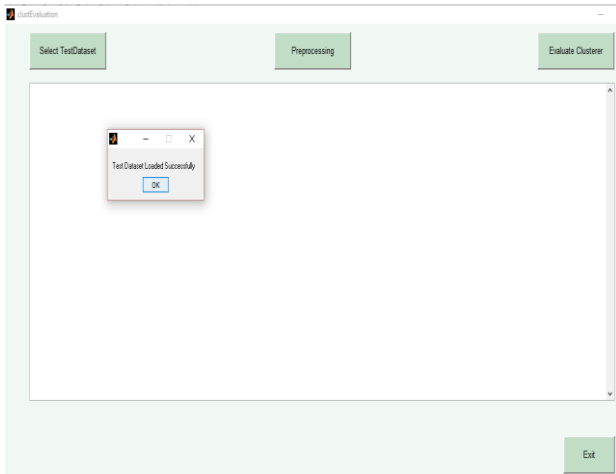 clustEvaluation
Select TestDataset
Preprocessing
Evaluate Clusterer
Test Dataset Loaded Successfully
OK
Exit